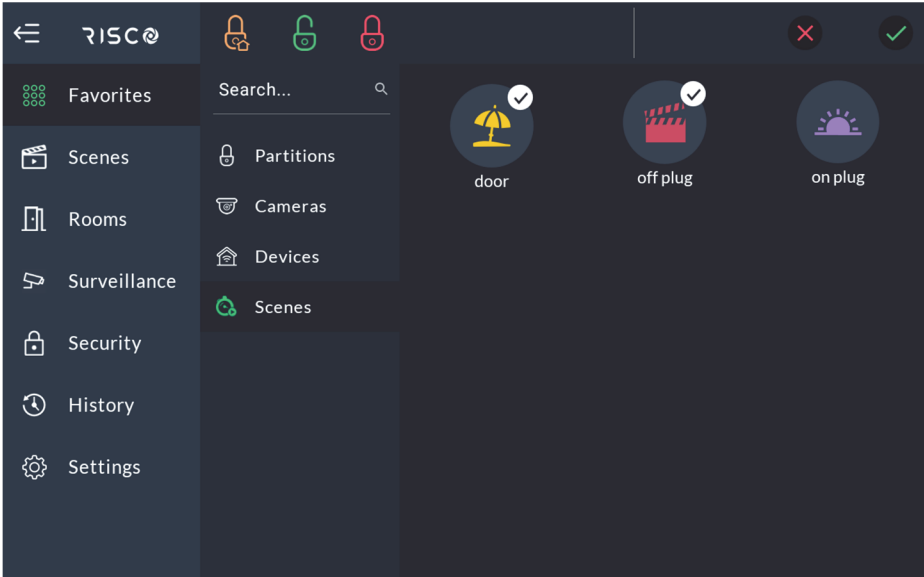 RISCO
Favorites
Scenes
Rooms
Surveillance
Security
History
Settings
Search...
Partitions
Cameras
Devices
Scenes
door
off plug
on plug